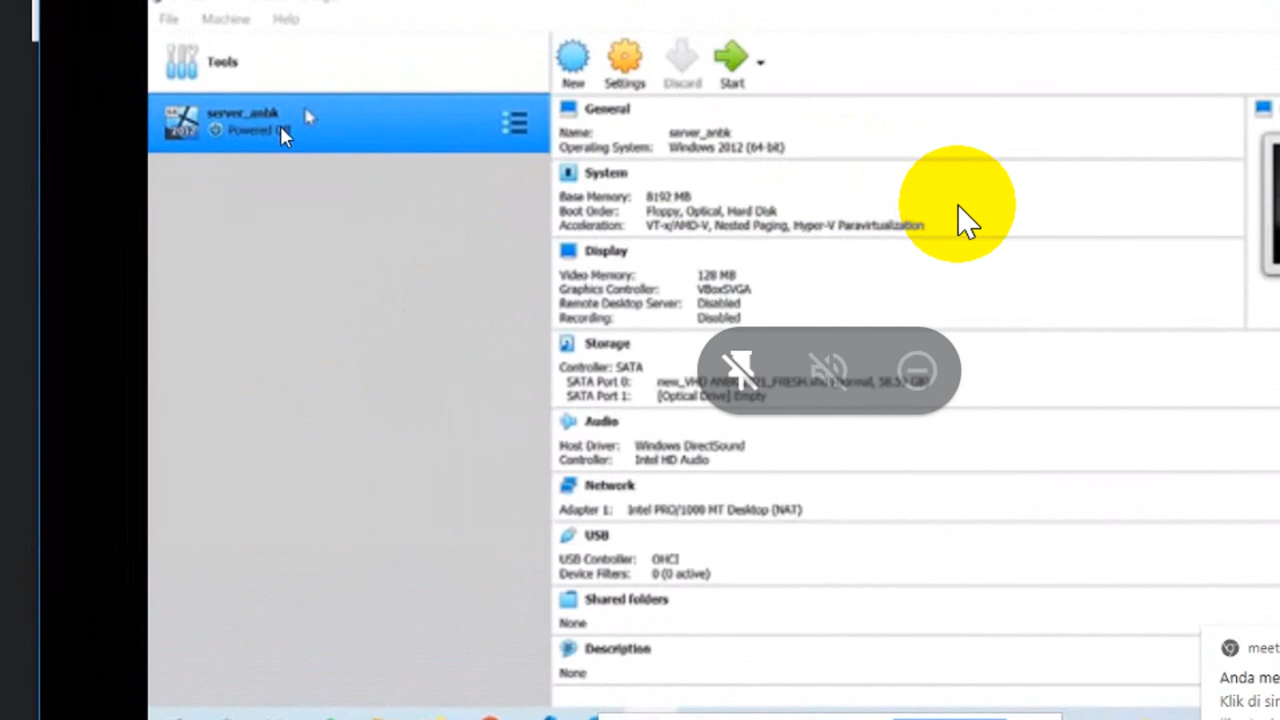 File Machine Help
Tools
server_anbk
Powered Off
New Settings Discard Start
General
Name: server_anbk
Operating System: Windows 2012 (64-bit)
System
Base Memory: 8192 MB
Boot Order: Floppy, Optical, Hard Disk
Acceleration: VT-x/AMD-V, Nested Paging, Hyper-V Paravirtualization
Display
Video Memory: 128 MB
Graphics Controller: VBoxSVGA
Remote Desktop Server: Disabled
Recording: Disabled
Storage
Controller: SATA
SATA Port 0: new_VHD
SATA Port 1: [Optical Drive] Empty
Audio
Host Driver: Windows DirectSound
Controller: Intel HD Audio
Network
Adapter 1: Intel PRO/1000 MT Desktop (NAT)
USB
USB Controller: OHCI
Device Filters: 0 (0 active)
Shared folders
None
Description
None
meet
Anda me
Klik di sin